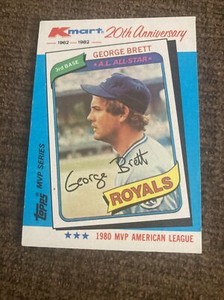 Kmart 20th Anniversary
1962 1982
GEORGE BRETT
3rd BASE
★ A.L. ALL-STAR ★
George Brett
ROYALS
TOPPS MVP SERIES
★★★ 1980 MVP AMERICAN LEAGUE